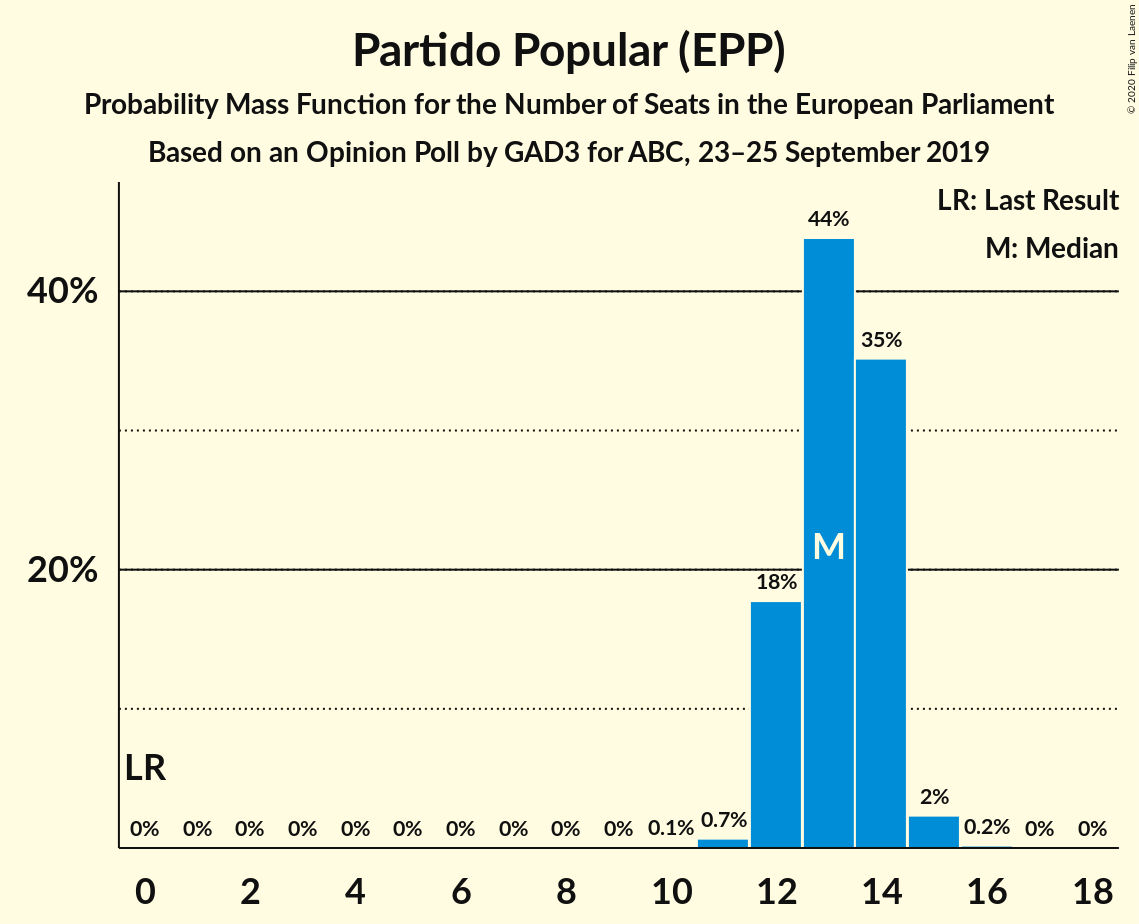 Partido Popular (EPP)
Probability Mass Function for the Number of Seats in the European Parliament
Based on an Opinion Poll by GAD3 for ABC, 23–25 September 2019
© 2020 Filip van Laenen
LR: Last Result
M: Median
40%
20%
44%
35%
18%
M
LR
0% 0% 0% 0% 0% 0% 0% 0% 0% 0% 0.1% 0.7% 2% 0.2% 0% 0%
0 2 4 6 8 10 12 14 16 18